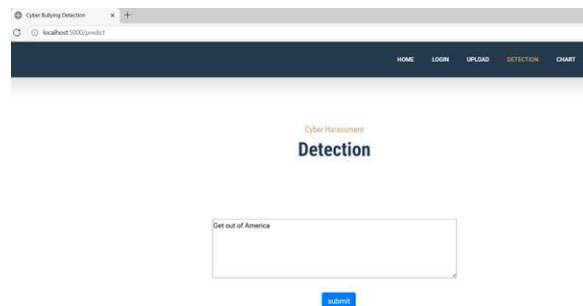 Cyber Bullying Detection
localhost:5000/predict
HOME LOGIN UPLOAD DETECTION CHART
Cyber Harassment
Detection
Get out of America
submit